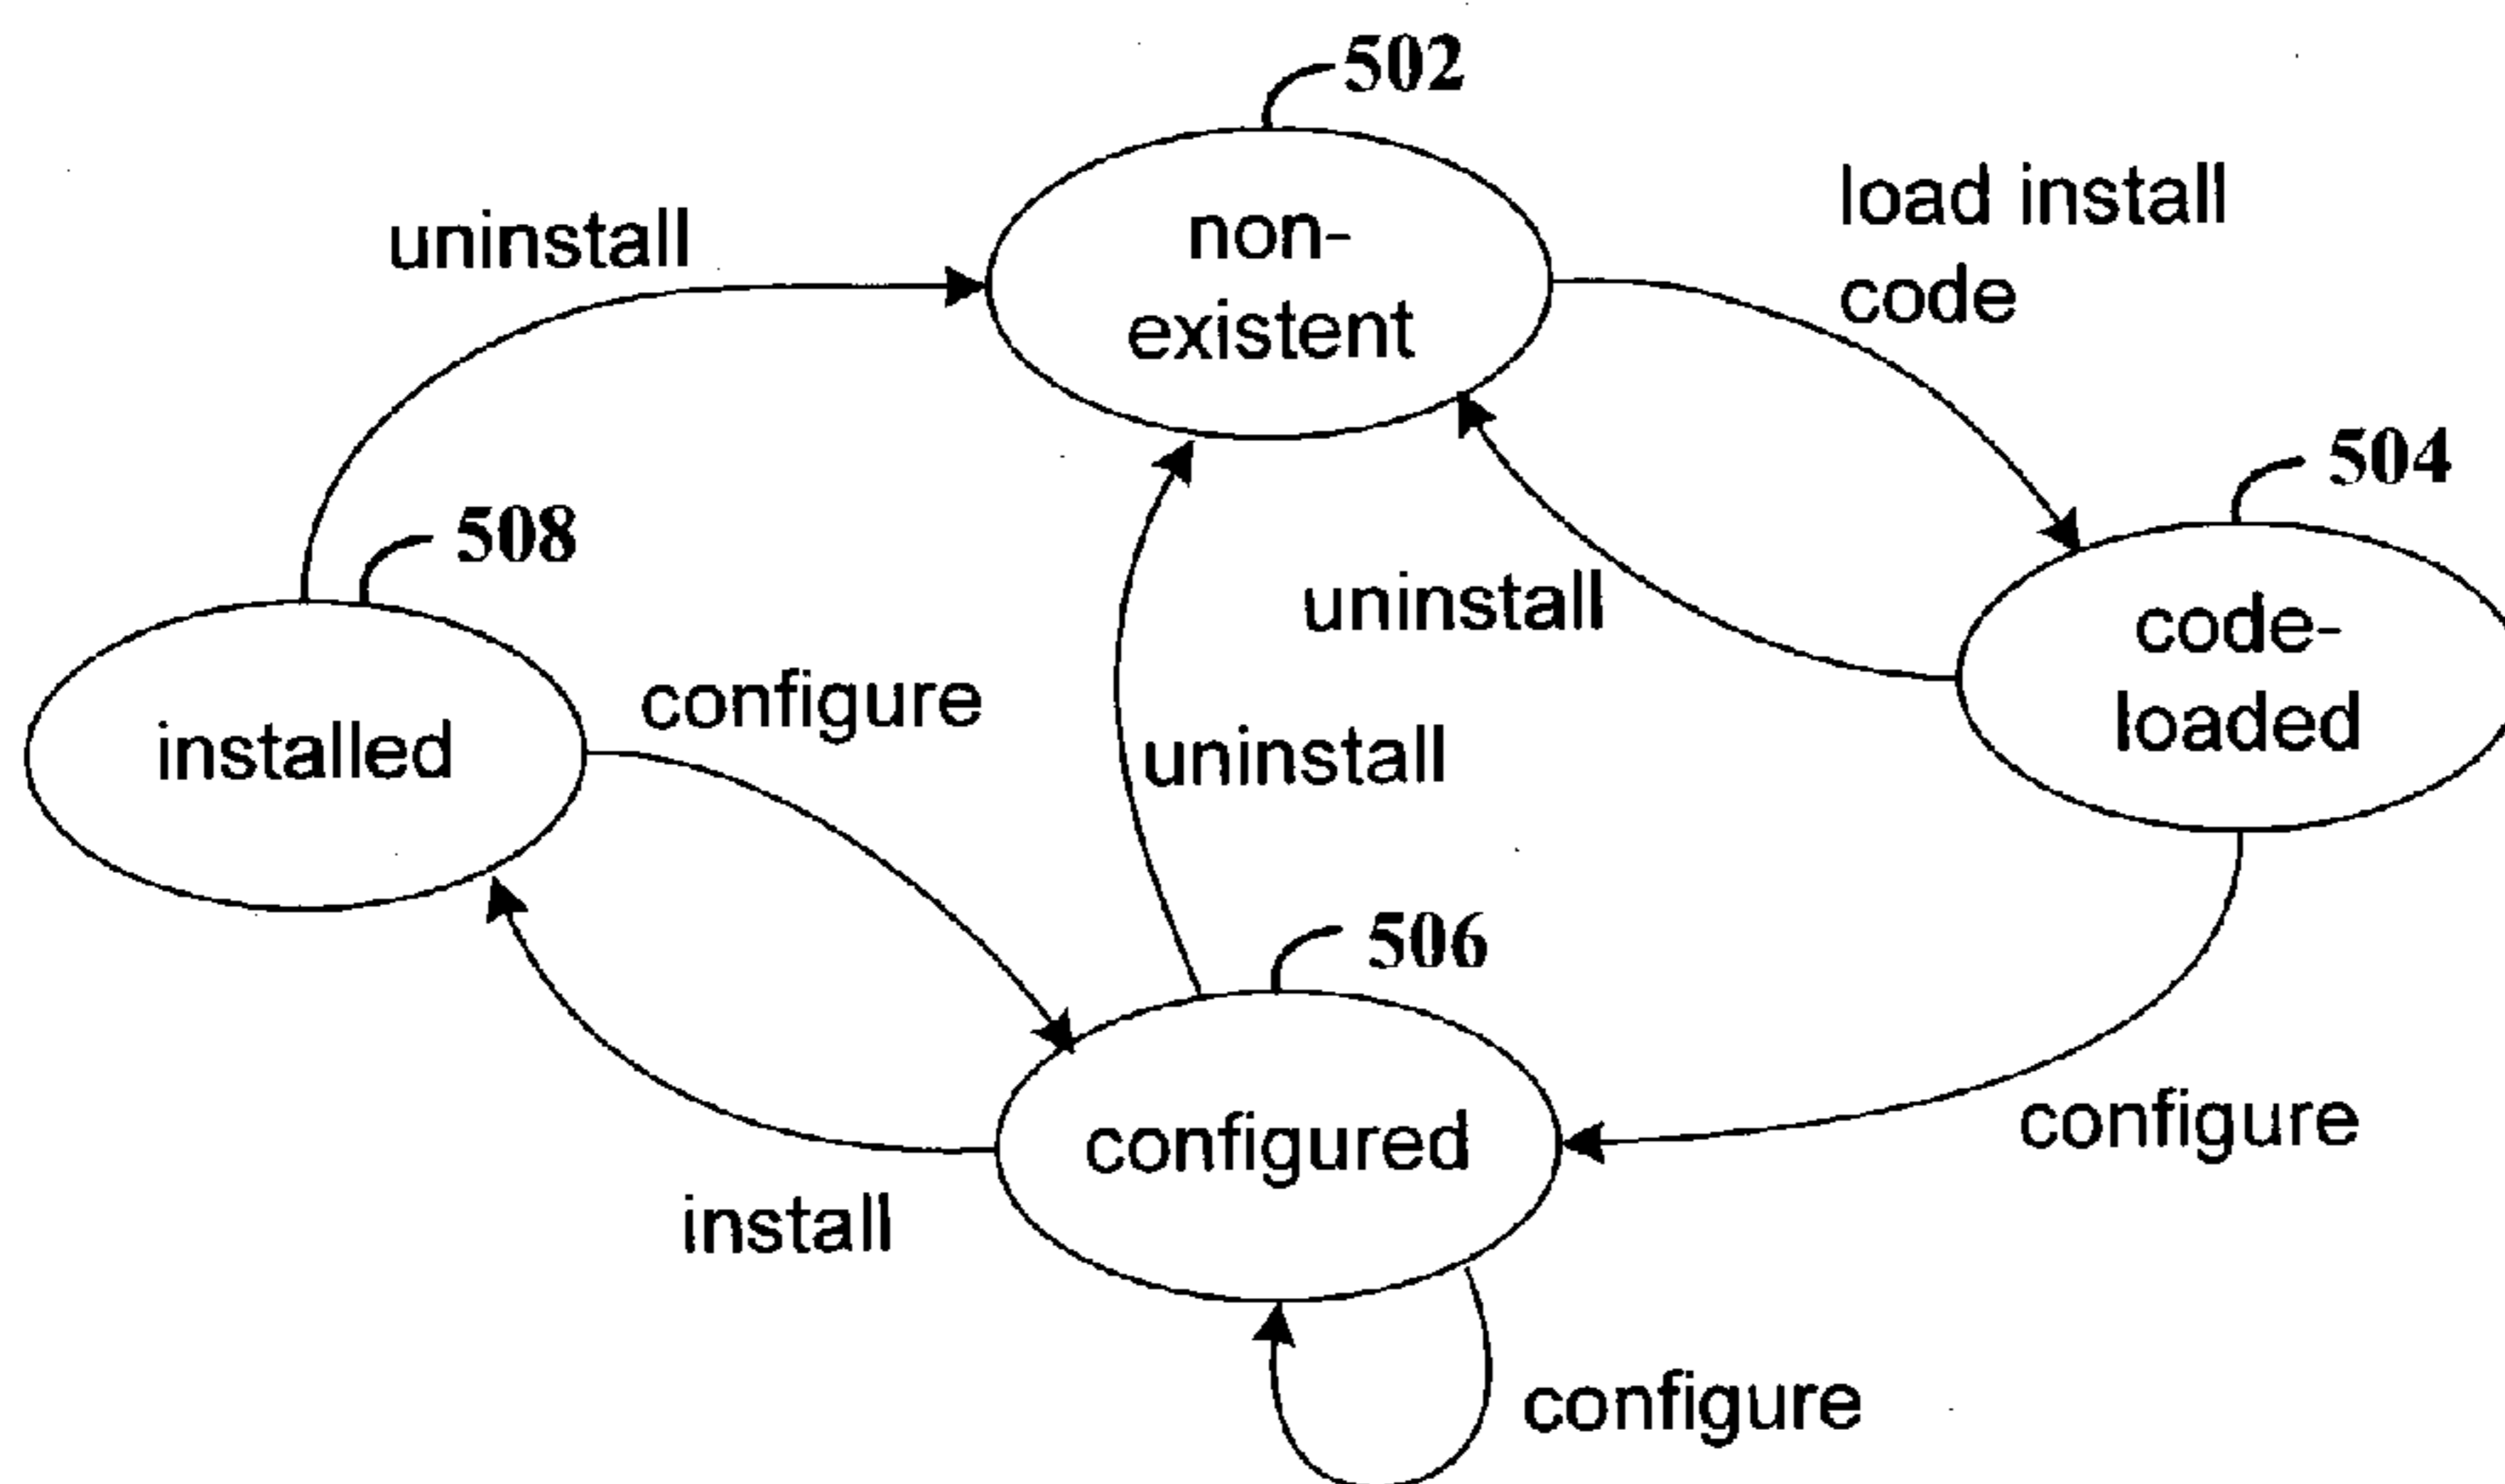 502
non-
existent
load install
code
uninstall
504
508
code-
loaded
uninstall
configure
installed
uninstall
506
configured
configure
install
configure